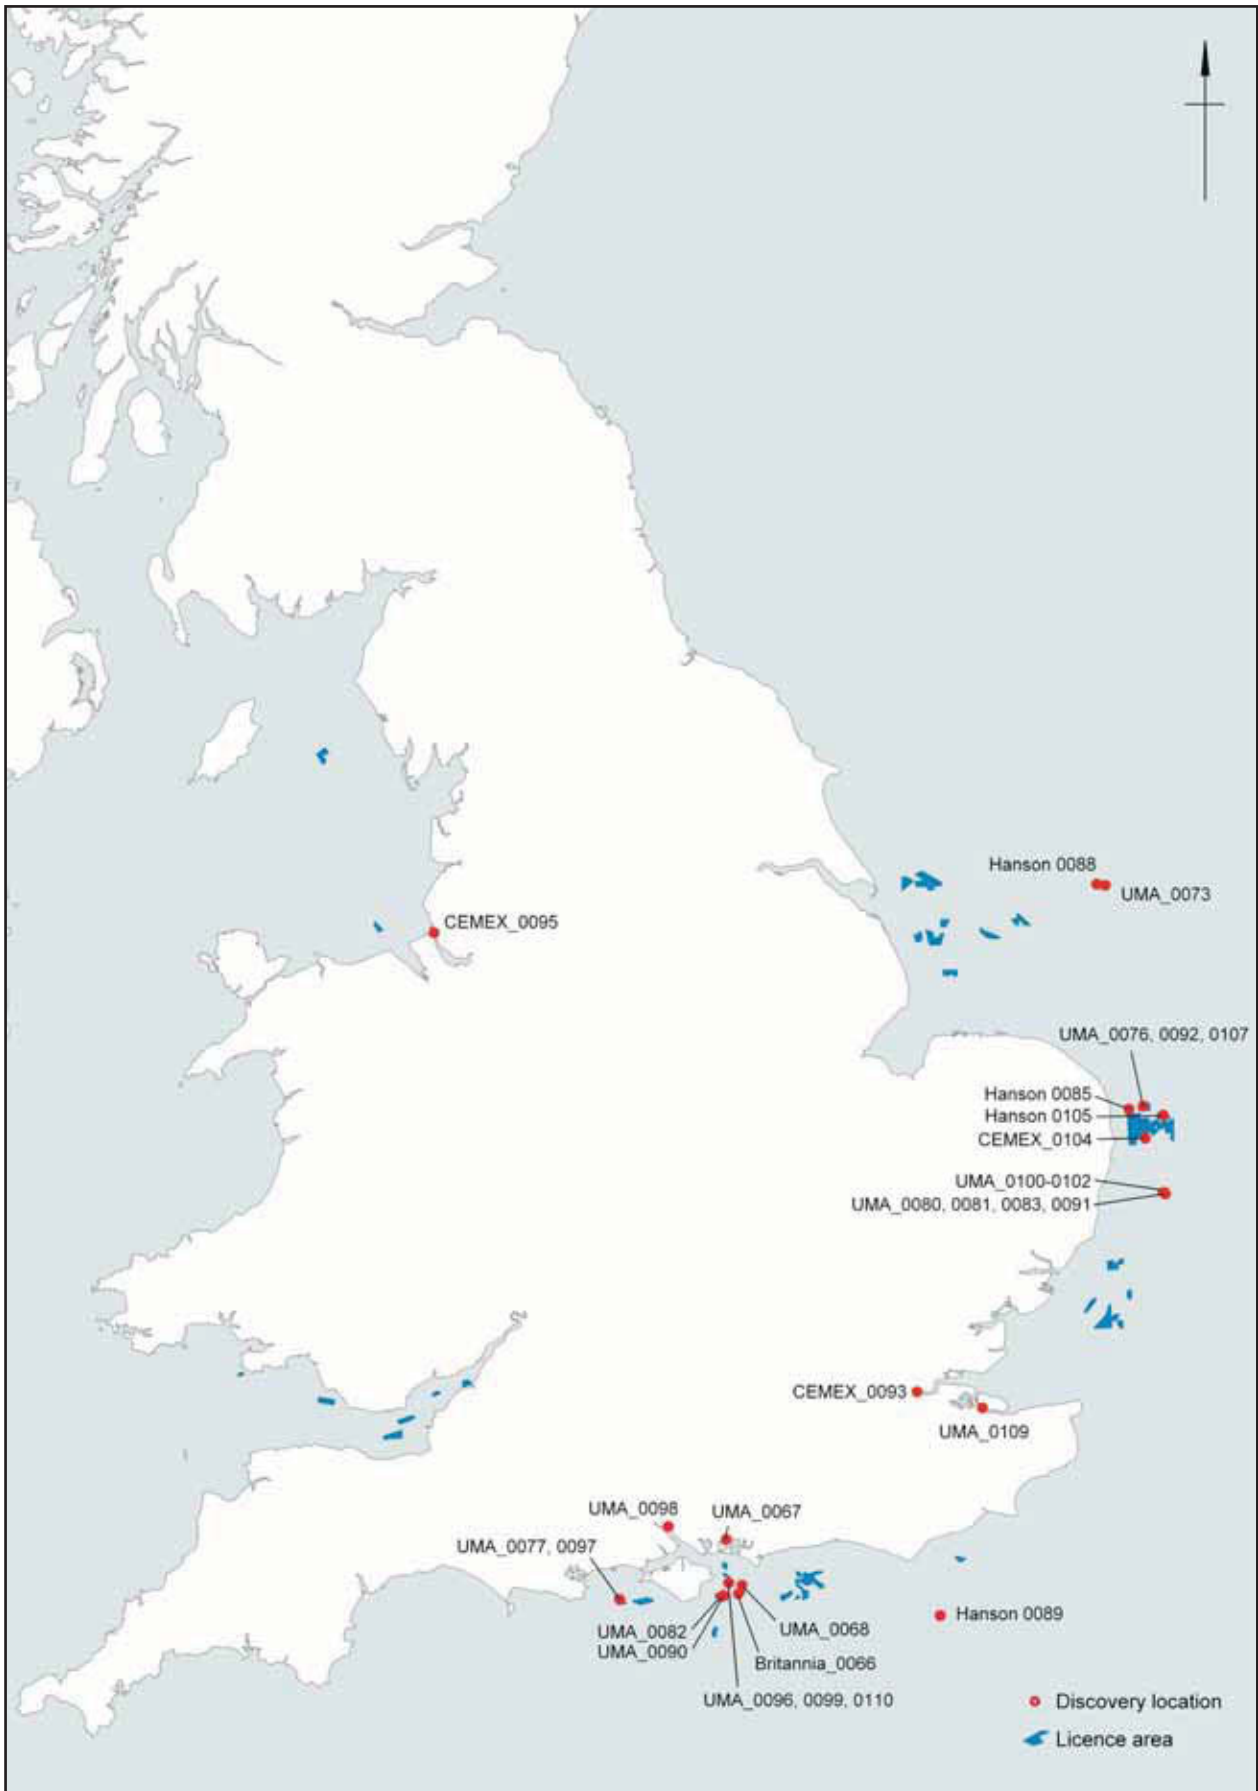 Hanson 0088
UMA_0073
CEMEX_0095
UMA_0076, 0092, 0107
Hanson 0085
Hanson 0105
CEMEX_0104
UMA_0100-0102
UMA_0080, 0081, 0083, 0091
CEMEX_0093
UMA_0109
UMA_0098
UMA_0067
UMA_0077, 0097
Hanson 0089
UMA_0082
UMA_0068
UMA_0090
Britannia_0066
UMA_0096, 0099, 0110
Discovery location
Licence area